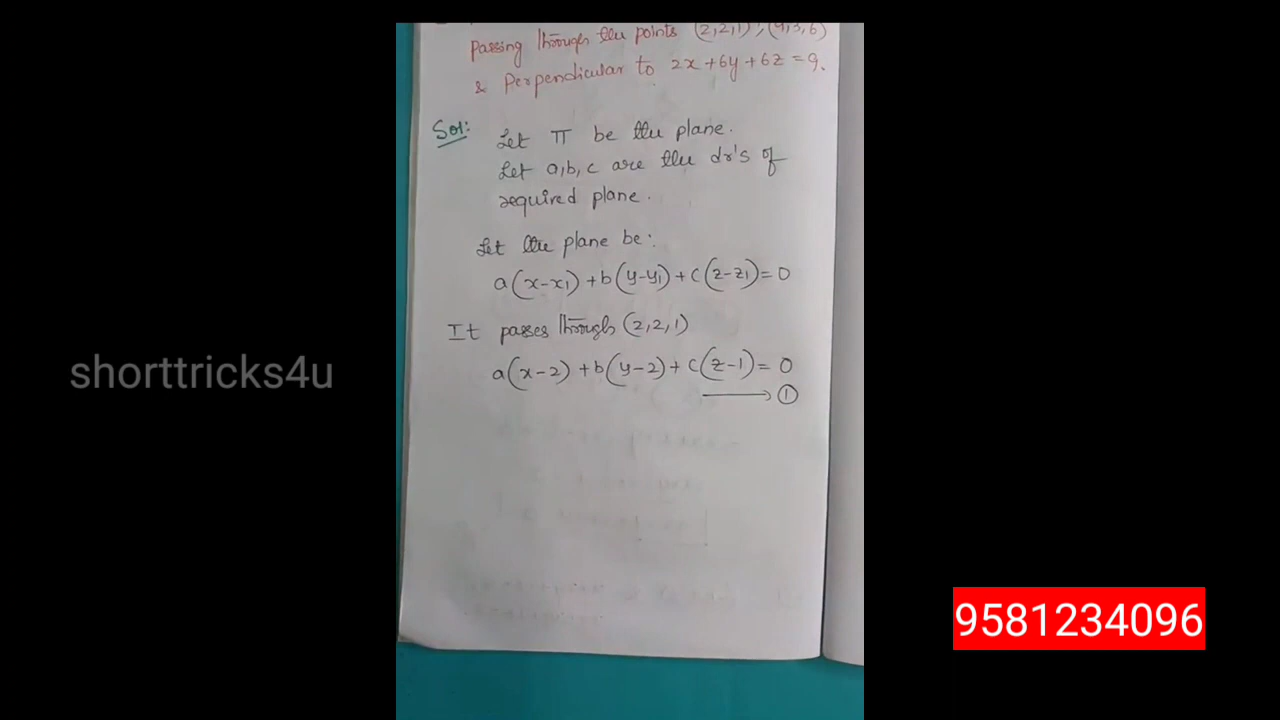 passing through the points (2,2,1), (9,3,6)
& Perpendicular to 2x+6y+6z=9.
Sol:
Let π be the plane.
Let a,b,c are the dr's of
required plane.
Let the plane be:
a(x-x₁)+b(y-y₁)+c(z-z₁)=0
It passes through (2,2,1)
a(x-2)+b(y-2)+c(z-1)=0
→ ①
shorttricks4u
9581234096